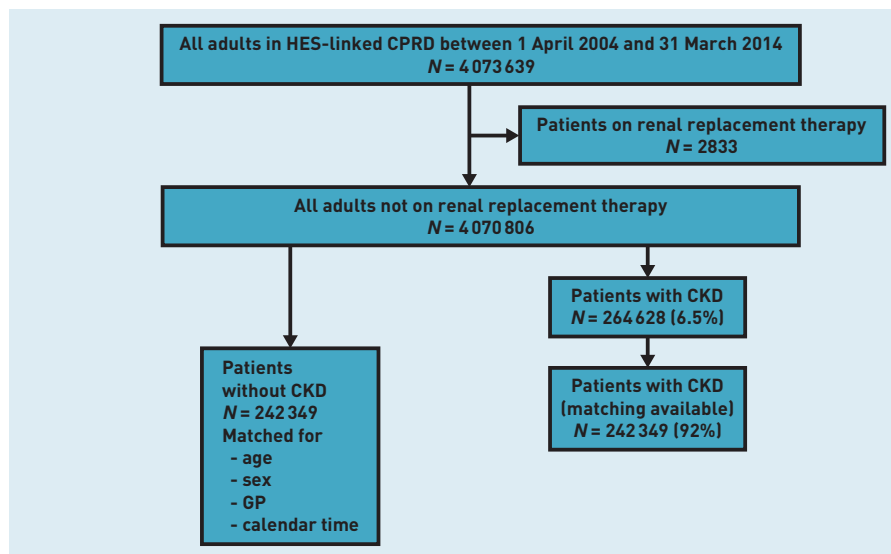 All adults in HES-linked CPRD between 1 April 2004 and 31 March 2014
N = 4 073 639
Patients on renal replacement therapy
N = 2833
All adults not on renal replacement therapy
N = 4 070 806
Patients with CKD
N = 264 628 (6.5%)
Patients
without CKD
N = 242 349
Matched for
- age
- sex
- GP
- calendar time
Patients with CKD
(matching available)
N = 242 349 (92%)